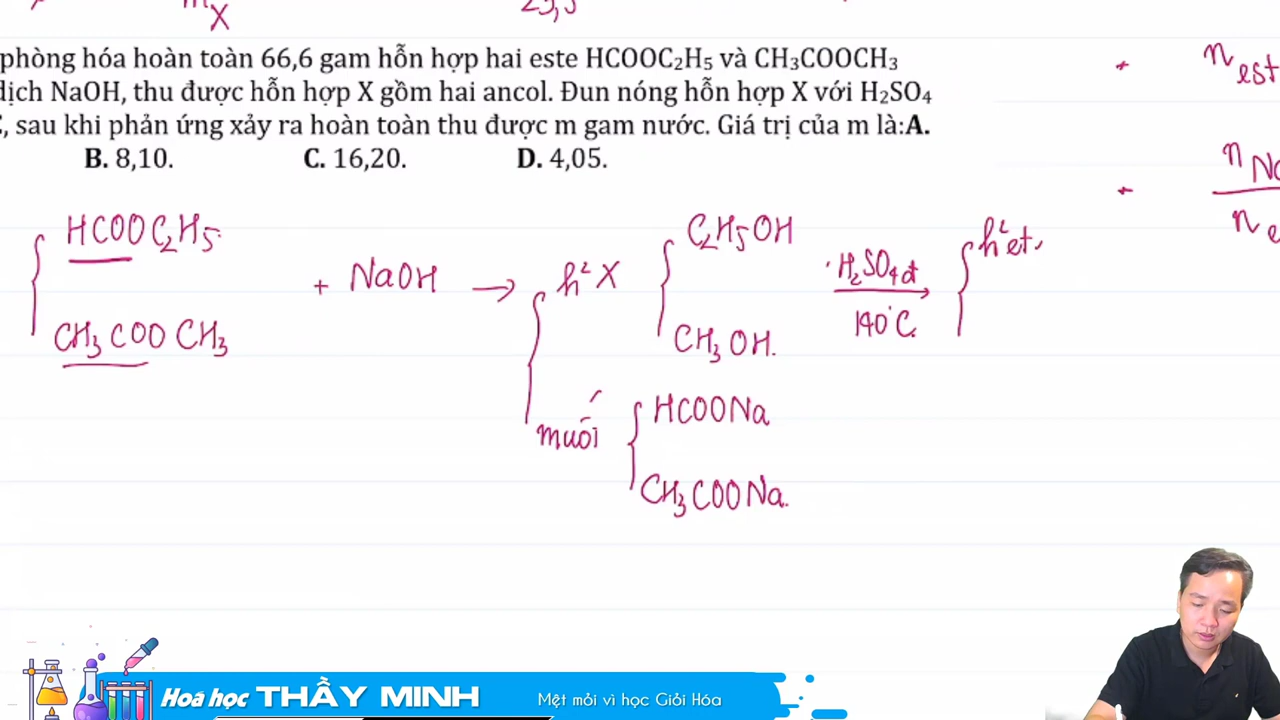 m
X
phòng hóa hoàn toàn 66,6 gam hỗn hợp hai este HCOOC₂H₅ và CH₃COOCH₃
dịch NaOH, thu được hỗn hợp X gồm hai ancol. Đun nóng hỗn hợp X với H₂SO₄
, sau khi phản ứng xảy ra hoàn toàn thu được m gam nước. Giá trị của m là:A.
B. 8,10. C. 16,20. D. 4,05.
n est
n Na
n e
HCOOC₂H₅
CH₃COOCH₃
+ NaOH →
h² X
C₂H₅OH
CH₃OH.
H₂SO₄đ
140°C.
h² ete
muối
HCOONa
CH₃COONa.
Hoá học THẦY MINH
Mệt mỏi vì học Giỏi Hóa